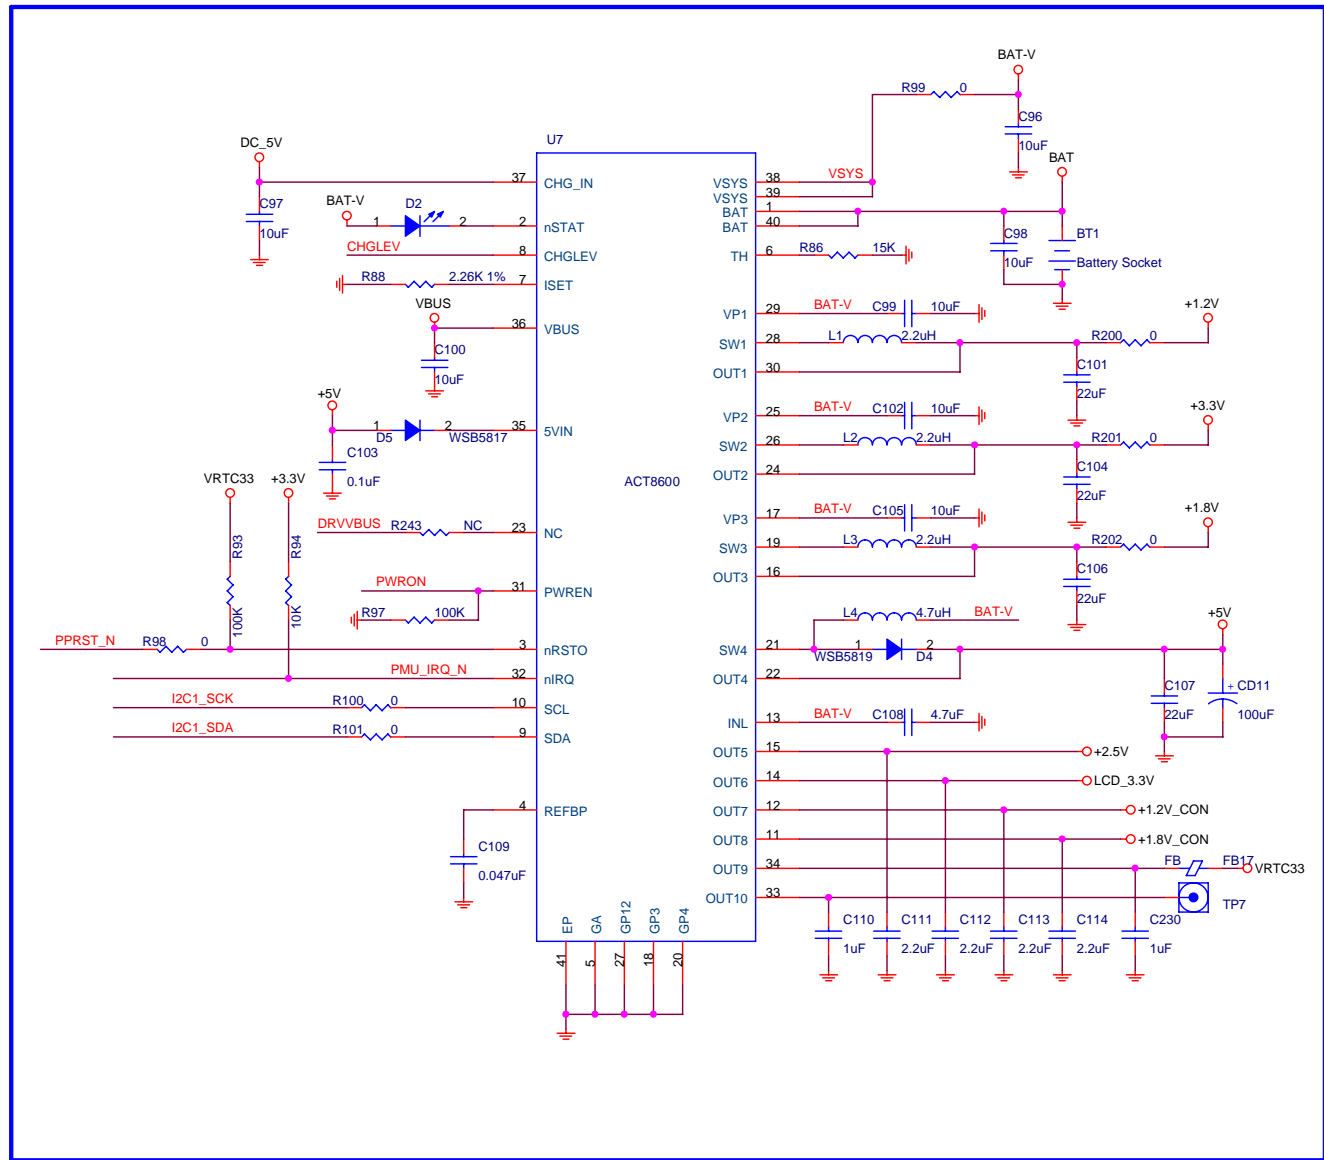 BAT-V
R99 0
C96
10uF
U7
DC_5V
37 CHG_IN
C97
10uF
BAT-V
1 D2 2
2 nSTAT
CHGLEV
8 CHGLEV
R88 2.26K 1%
7 ISET
VBUS
36 VBUS
C100
10uF
+5V
1 D5 2 WSB5817
35 5VIN
C103
0.1uF
VRTC33
+3.3V
DRVVBUS R243 NC
23 NC
R93
100K
R94
10K
PWRON
31 PWREN
R97 100K
PPRST_N R98 0
3 nRSTO
PMU_IRQ_N
32 nIRQ
I2C1_SCK R100 0
10 SCL
I2C1_SDA R101 0
9 SDA
4 REFBP
C109
0.047uF
ACT8600
EP
GA
GP12
GP3
GP4
41
5
27
18
20
VSYS 38 VSYS
VSYS 39
BAT 1
BAT 40
BAT
C98
10uF
BT1
Battery Socket
TH 6 R86 15K
VP1 29 BAT-V C99 10uF
SW1 28 L1 2.2uH R200 0
+1.2V
OUT1 30
C101
22uF
VP2 25 BAT-V C102 10uF
SW2 26 L2 2.2uH R201 0
+3.3V
OUT2 24
C104
22uF
VP3 17 BAT-V C105 10uF
SW3 19 L3 2.2uH R202 0
+1.8V
OUT3 16
C106
22uF
L4 4.7uH BAT-V
SW4 21 WSB5819 1 2 D4
+5V
OUT4 22
C107
22uF
+ CD11
100uF
INL 13 BAT-V C108 4.7uF
OUT5 15 +2.5V
OUT6 14 LCD_3.3V
OUT7 12 +1.2V_CON
OUT8 11 +1.8V_CON
OUT9 34 FB FB17 VRTC33
OUT10 33 TP7
C110 C111 C112 C113 C114 C230
1uF 2.2uF 2.2uF 2.2uF 2.2uF 1uF